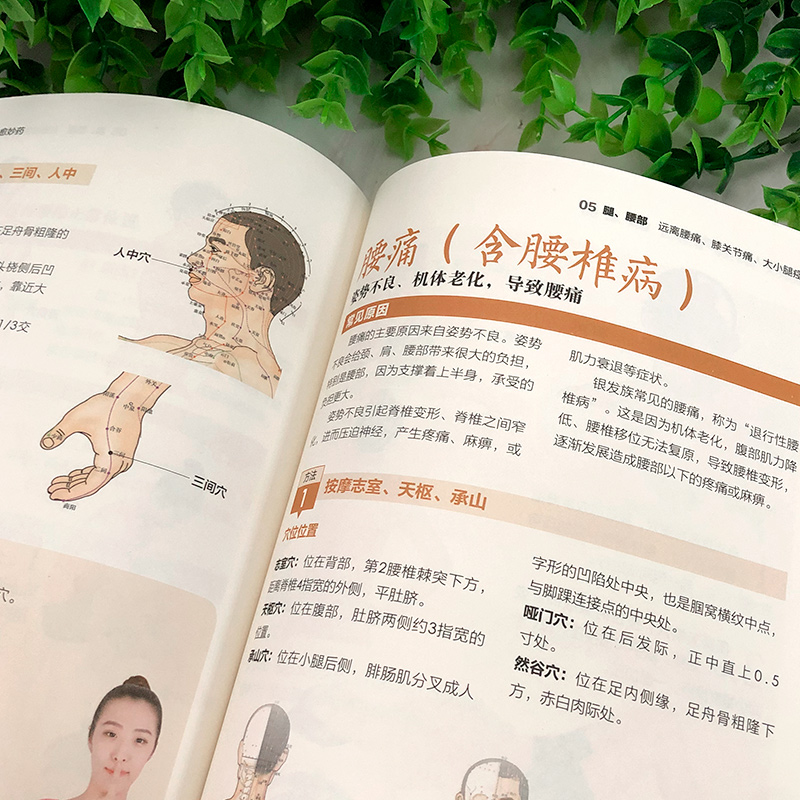 愈妙药
、三间、人中
足舟骨粗隆的
头桡侧后凹
，靠近大
1/3交
人中穴
合谷
三间
商阳
三间穴
穴。
05 腿、腰部 远离腰痛、膝关节痛、大小腿痉
腰痛（含腰椎病）
姿势不良、机体老化，导致腰痛
常见原因
腰痛的主要原因来自姿势不良。姿势
不良会给颈、肩、腰部带来很大的负担，
特别是腰部，因为支撑着上半身，承受的
负担更大。
姿势不良引起脊椎变形、脊椎之间窄
化，进而压迫神经，产生疼痛、麻痹，或
肌力衰退等症状。
银发族常见的腰痛，称为“退行性腰
椎病”。这是因为机体老化，腹部肌力降
低、腰椎移位无法复原，导致腰椎变形，
逐渐发展造成腰部以下的疼痛或麻痹。
方法
1
按摩志室、天枢、承山
穴位位置
志室穴：位在背部，第2腰椎棘突下方，
距离脊椎4指宽的外侧，平肚脐。
天枢穴：位在腹部，肚脐两侧约3指宽的
位置。
承山穴：位在小腿后侧，腓肠肌分叉成人
字形的凹陷处中央，也是腘窝横纹中点，
与脚踝连接点的中央处。
哑门穴：位在后发际，正中直上0.5
寸处。
然谷穴：位在足内侧缘，足舟骨粗隆下
方，赤白肉际处。